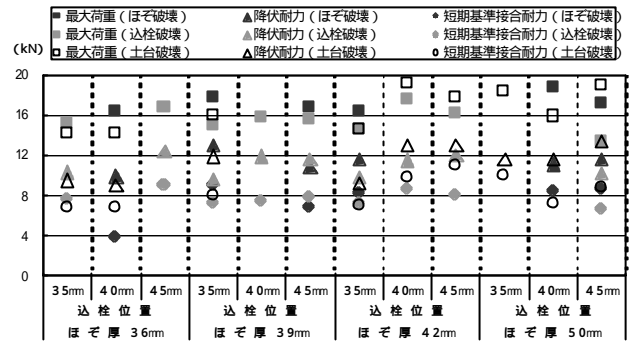 ■最大荷重(ほぞ破壊) ▲降伏耐力(ほぞ破壊) ●短期基準接合耐力(ほぞ破壊)
■最大荷重(込栓破壊) ▲降伏耐力(込栓破壊) ●短期基準接合耐力(込栓破壊)
□最大荷重(土台破壊) △降伏耐力(土台破壊) ○短期基準接合耐力(土台破壊)
(kN)
20
16
12
8
4
0
35mm 40mm 45mm 35mm 40mm 45mm 35mm 40mm 45mm 35mm 40mm 45mm
込栓位置 込栓位置 込栓位置 込栓位置
ほぞ厚36mm ほぞ厚39mm ほぞ厚42mm ほぞ厚50mm